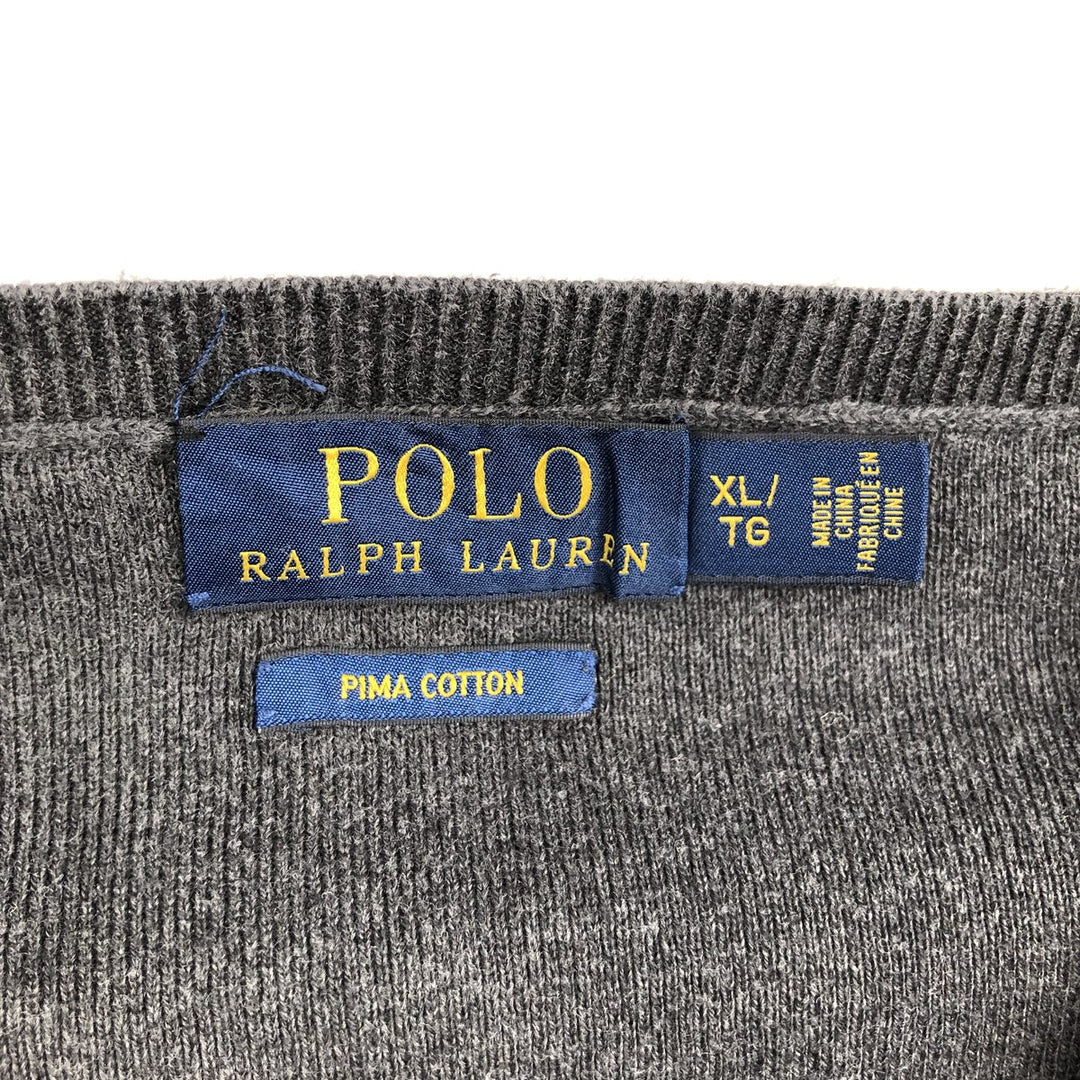 POLO
RALPH LAUREN
XL/
TG
MADE IN
CHINA
FABRIQUÉ EN
CHINE
PIMA COTTON